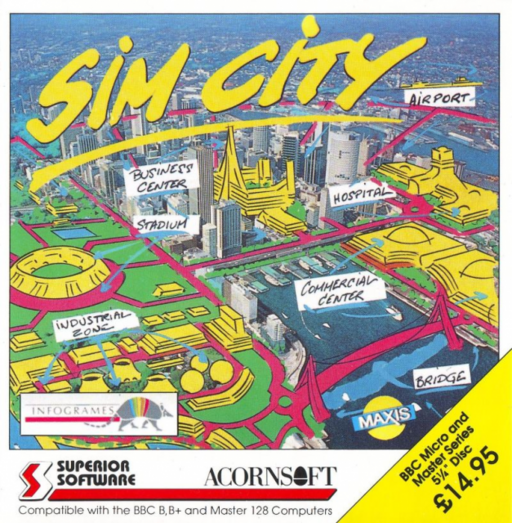 SIM CITY
AIRPORT
BUSINESS
CENTER
HOSPITAL
STADIUM
COMMERCIAL
CENTER
INDUSTRIAL
ZONE
BRIDGE
INFOGRAMES
MAXIS
BBC Micro and
Master Series
5¼" Disc
£14.95
SUPERIOR
SOFTWARE
ACORNSOFT
Compatible with the BBC B,B+ and Master 128 Computers